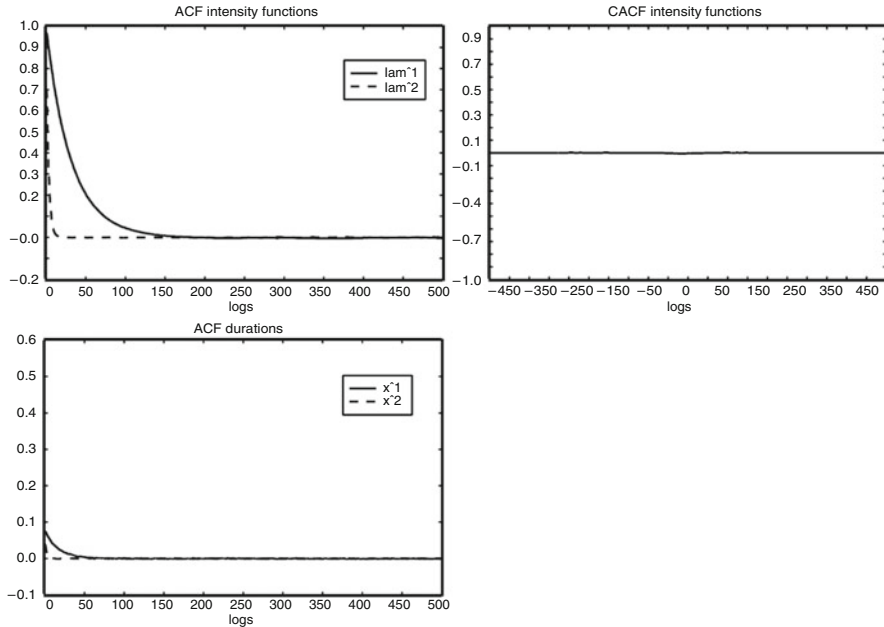 ACF intensity functions
1.0
0.9
0.8
0.7
0.6
0.5
0.4
0.3
0.2
−0.0
−0.2
lam^1
lam^2
0 50 100 150 200 250 300 350 400 450 500
logs
CACF intensity functions
0.9
0.7
0.5
0.3
0.1
−0.1
−0.4
−0.7
−1.0
−450 −350 −250 −150 −50 50 150 250 350 450
0
logs
ACF durations
0.6
0.5
0.4
0.3
0.2
0.1
0.0
−0.1
x^1
x^2
0 50 100 150 200 250 300 350 400 450 500
logs